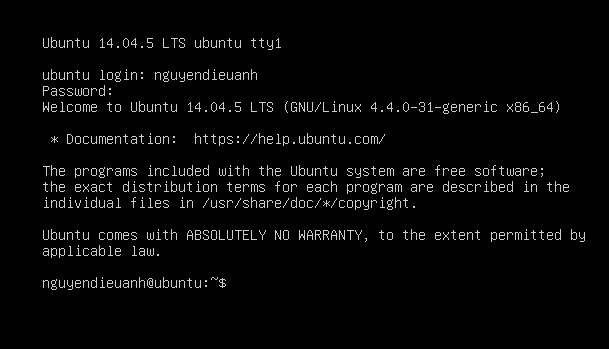 Ubuntu 14.04.5 LTS ubuntu tty1
ubuntu login: nguyendieuanh
Password:
Welcome to Ubuntu 14.04.5 LTS (GNU/Linux 4.4.0-31-generic x86_64)
* Documentation:  https://help.ubuntu.com/
The programs included with the Ubuntu system are free software;
the exact distribution terms for each program are described in the
individual files in /usr/share/doc/*/copyright.
Ubuntu comes with ABSOLUTELY NO WARRANTY, to the extent permitted by
applicable law.
nguyendieuanh@ubuntu:~$